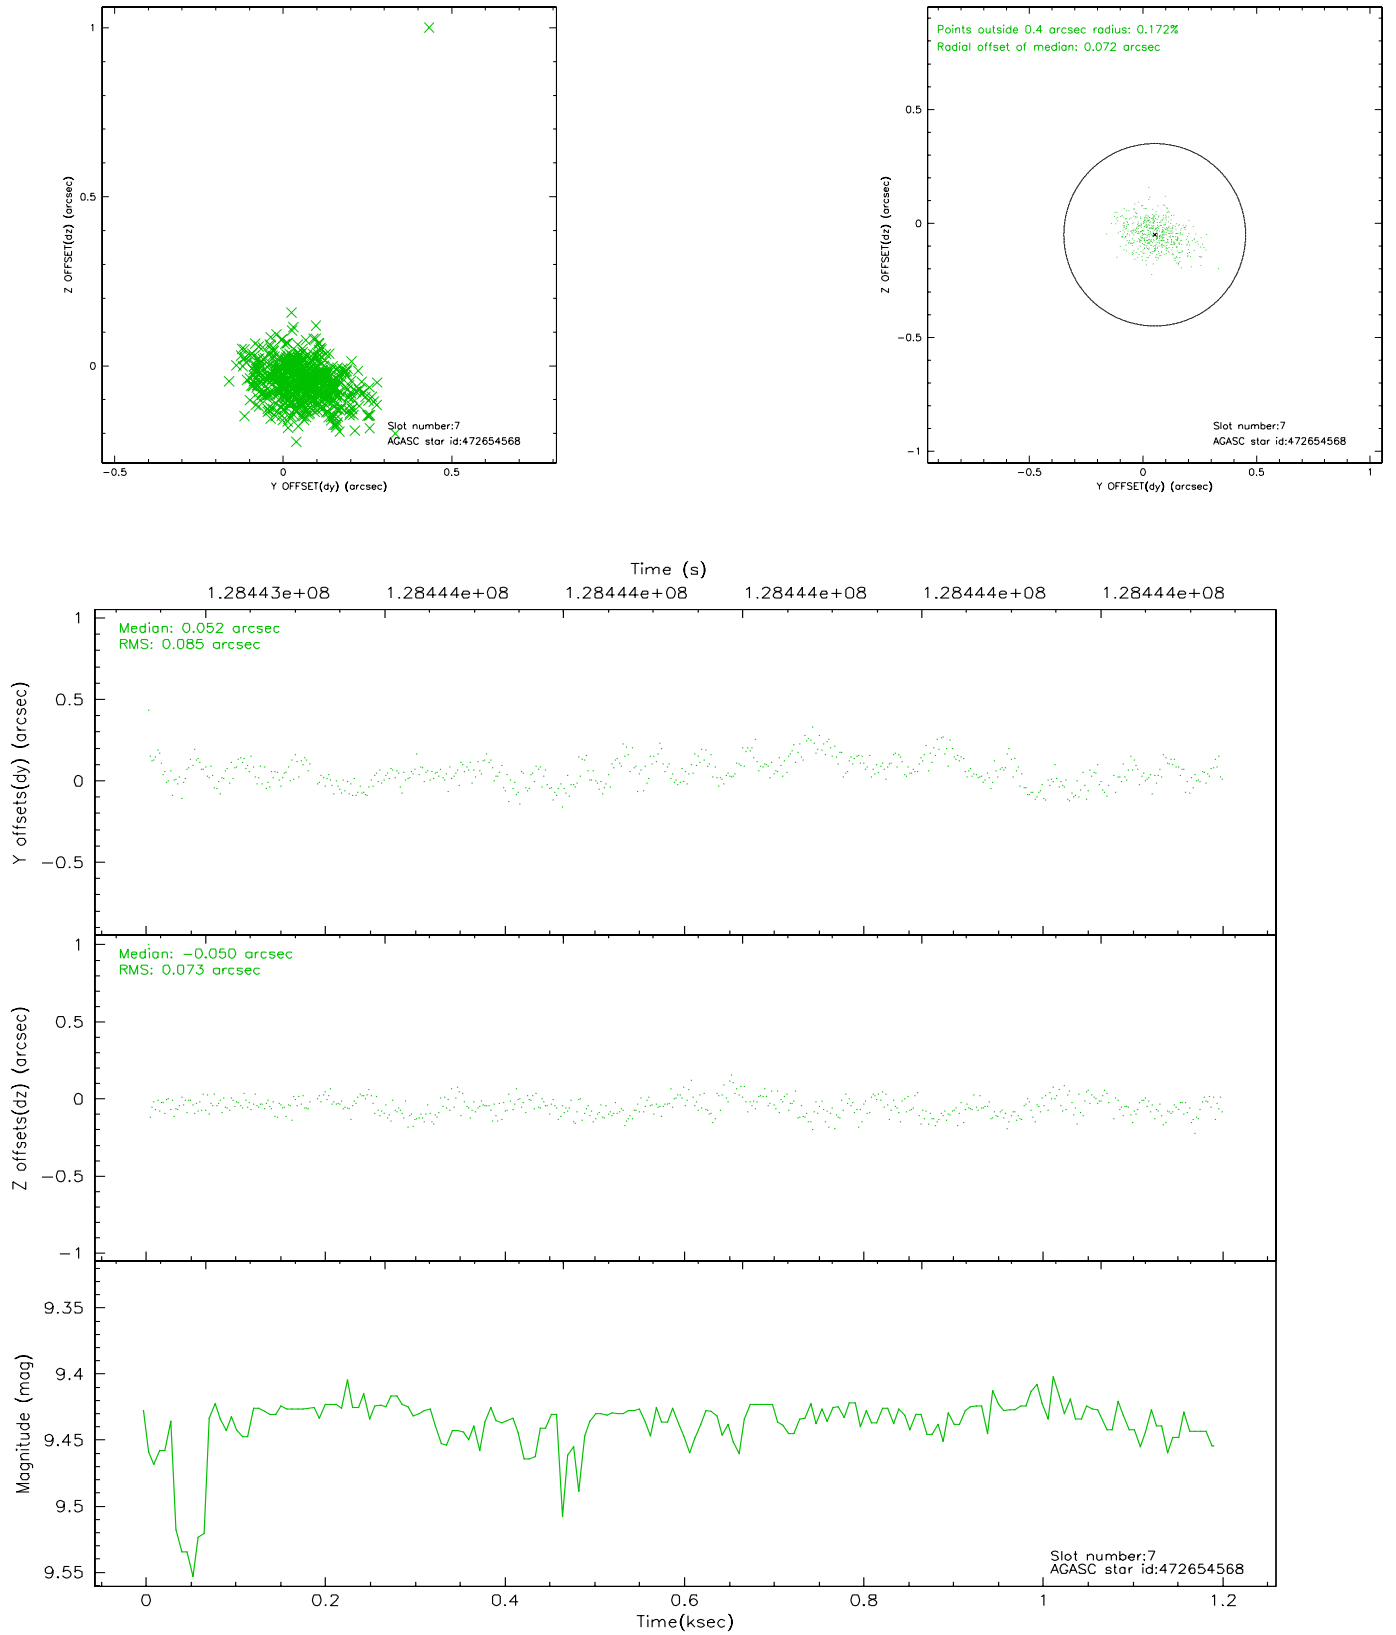 1
0.5
0
Z OFFSET(dz) (arcsec)
Slot number:7
AGASC star id:472654568
−0.5
0
0.5
Y OFFSET(dy) (arcsec)
Points outside 0.4 arcsec radius: 0.172%
Radial offset of median: 0.072 arcsec
0.5
0
−0.5
−1
Z OFFSET(dz) (arcsec)
Slot number:7
AGASC star id:472654568
−0.5
0
0.5
1
Y OFFSET(dy) (arcsec)
Time (s)
1.28443e+08
1.28444e+08
1.28444e+08
1.28444e+08
1.28444e+08
1.28444e+08
Median: 0.052 arcsec
RMS: 0.085 arcsec
1
0.5
0
−0.5
Y offsets(dy) (arcsec)
Median: −0.050 arcsec
RMS: 0.073 arcsec
1
0.5
0
−0.5
−1
Z offsets(dz) (arcsec)
9.35
9.4
9.45
9.5
9.55
Magnitude (mag)
Slot number:7
AGASC star id:472654568
0
0.2
0.4
0.6
0.8
1
1.2
Time(ksec)